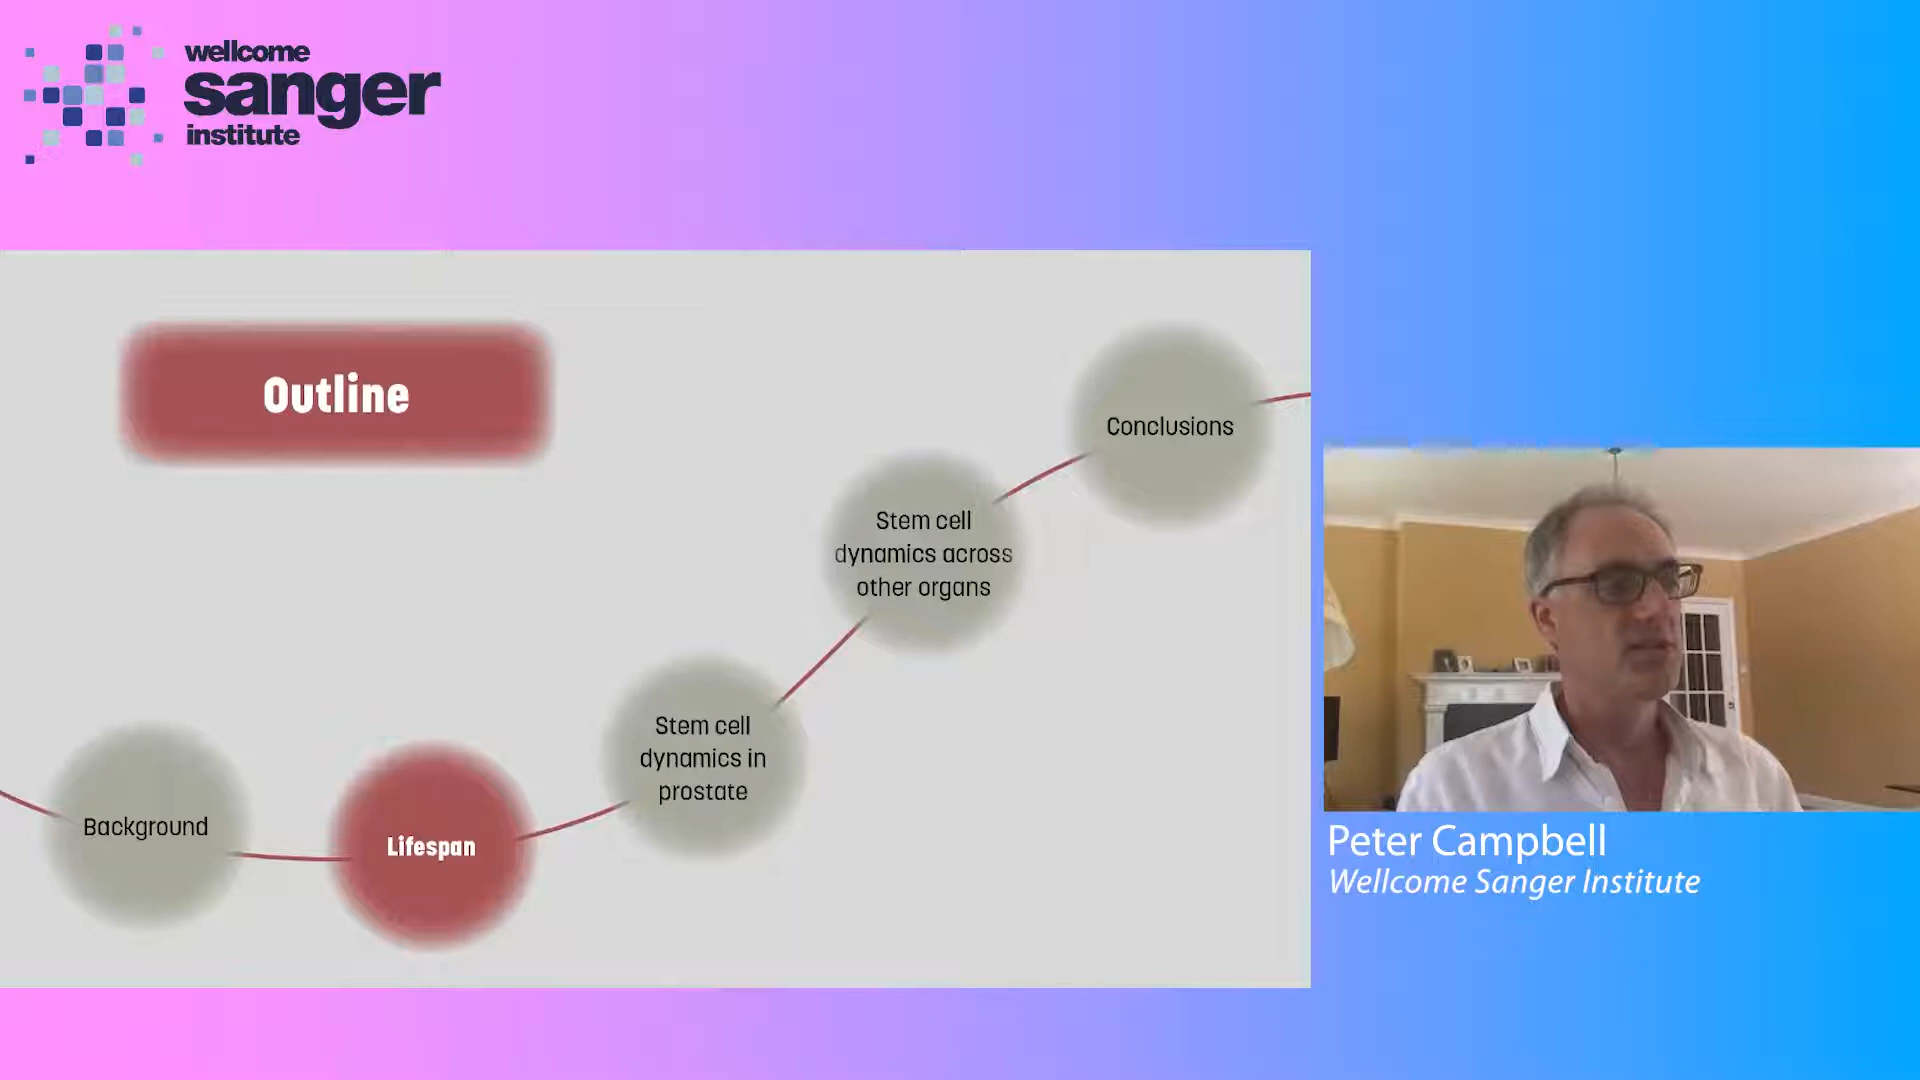 wellcome
sanger
institute
Outline
Background
Lifespan
Stem cell
dynamics in
prostate
Stem cell
dynamics across
other organs
Conclusions
Peter Campbell
Wellcome Sanger Institute